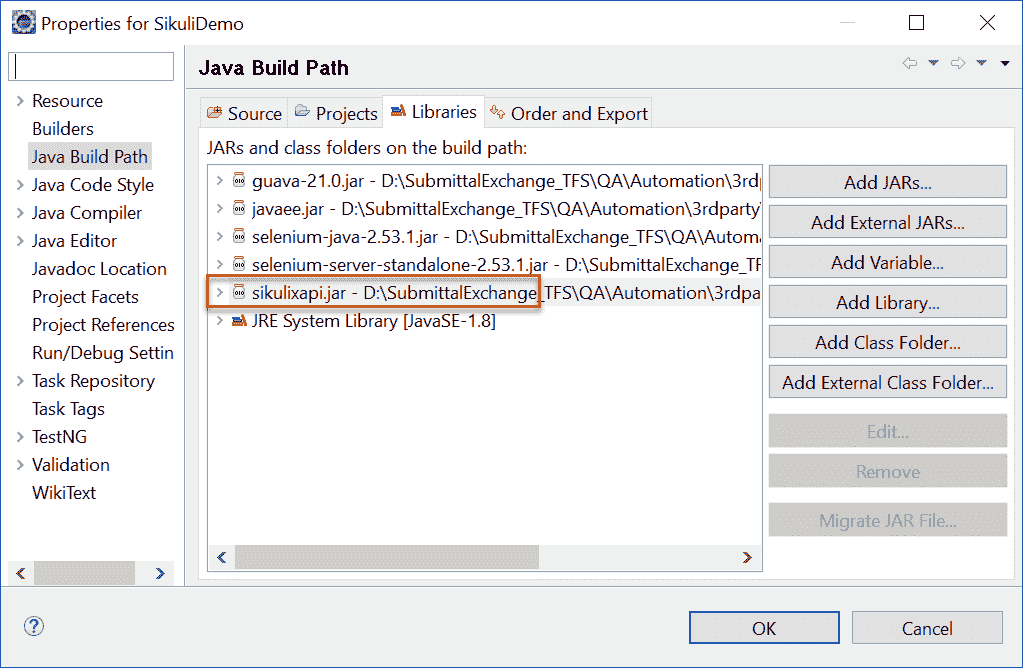 Properties for SikuliDemo
Resource
Builders
Java Build Path
Java Code Style
Java Compiler
Java Editor
Javadoc Location
Project Facets
Project References
Run/Debug Settin
Task Repository
Task Tags
TestNG
Validation
WikiText
Java Build Path
Source Projects Libraries Order and Export
JARs and class folders on the build path:
guava-21.0.jar - D:\SubmittalExchange_TFS\QA\Automation\3rdp
javaee.jar - D:\SubmittalExchange_TFS\QA\Automation\3rdparty\
selenium-java-2.53.1.jar - D:\SubmittalExchange_TFS\QA\Autom
selenium-server-standalone-2.53.1.jar - D:\SubmittalExchange_TF
sikulixapi.jar - D:\SubmittalExchange_TFS\QA\Automation\3rdpa
JRE System Library [JavaSE-1.8]
Add JARs...
Add External JARs...
Add Variable...
Add Library...
Add Class Folder...
Add External Class Folder...
Edit...
Remove
Migrate JAR File...
OK
Cancel